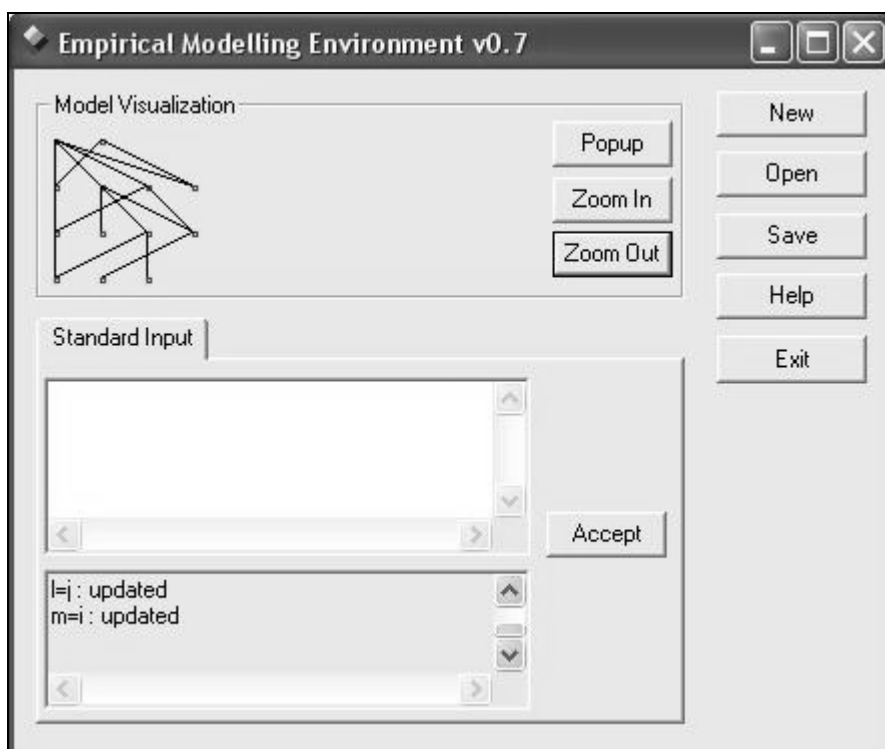 Empirical Modelling Environment v0.7
Model Visualization
Popup
Zoom In
Zoom Out
New
Open
Save
Help
Exit
Standard Input
Accept
l=j : updated
m=i : updated